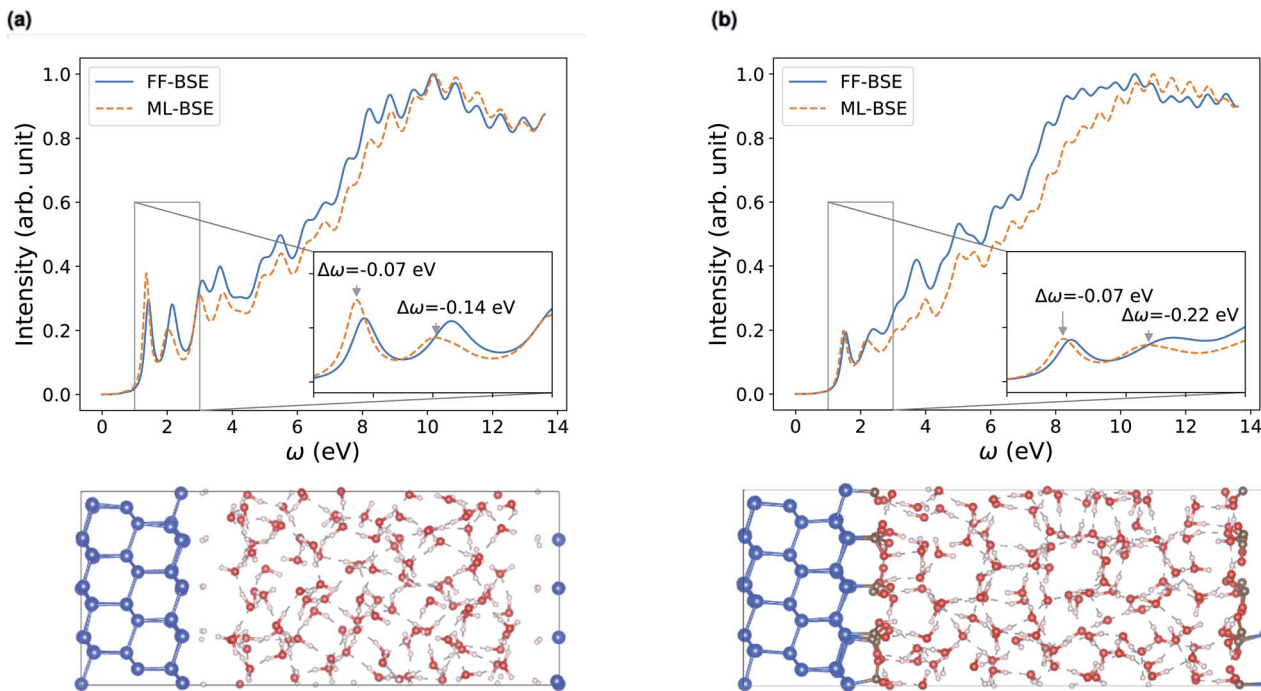 (a)
(b)
FF-BSE
ML-BSE
Intensity (arb. unit)
1.0
0.8
0.6
0.4
0.2
0.0
Δω=-0.07 eV
Δω=-0.14 eV
0 2 4 6 8 10 12 14
ω (eV)
FF-BSE
ML-BSE
Intensity (arb. unit)
1.0
0.8
0.6
0.4
0.2
0.0
Δω=-0.07 eV
Δω=-0.22 eV
0 2 4 6 8 10 12 14
ω (eV)